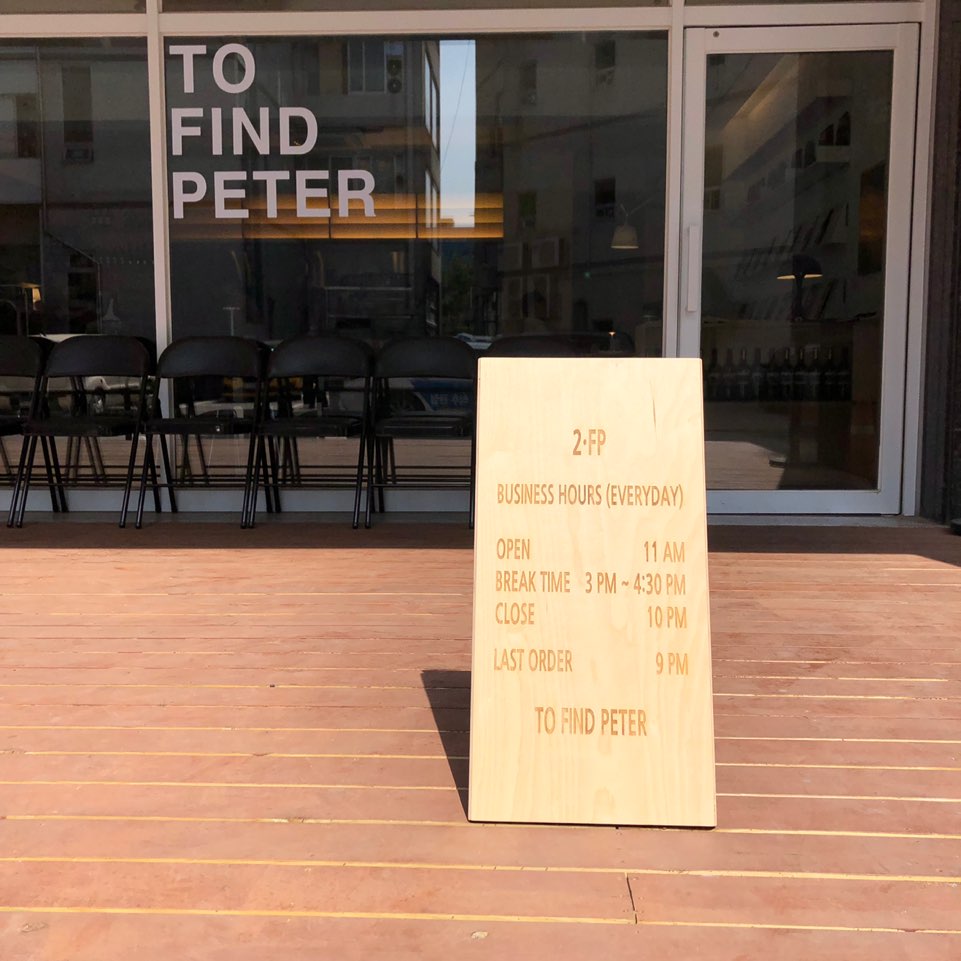 TO
FIND
PETER
2·FP
BUSINESS HOURS (EVERYDAY)
OPEN 11 AM
BREAK TIME 3 PM ~ 4:30 PM
CLOSE 10 PM
LAST ORDER 9 PM
TO FIND PETER